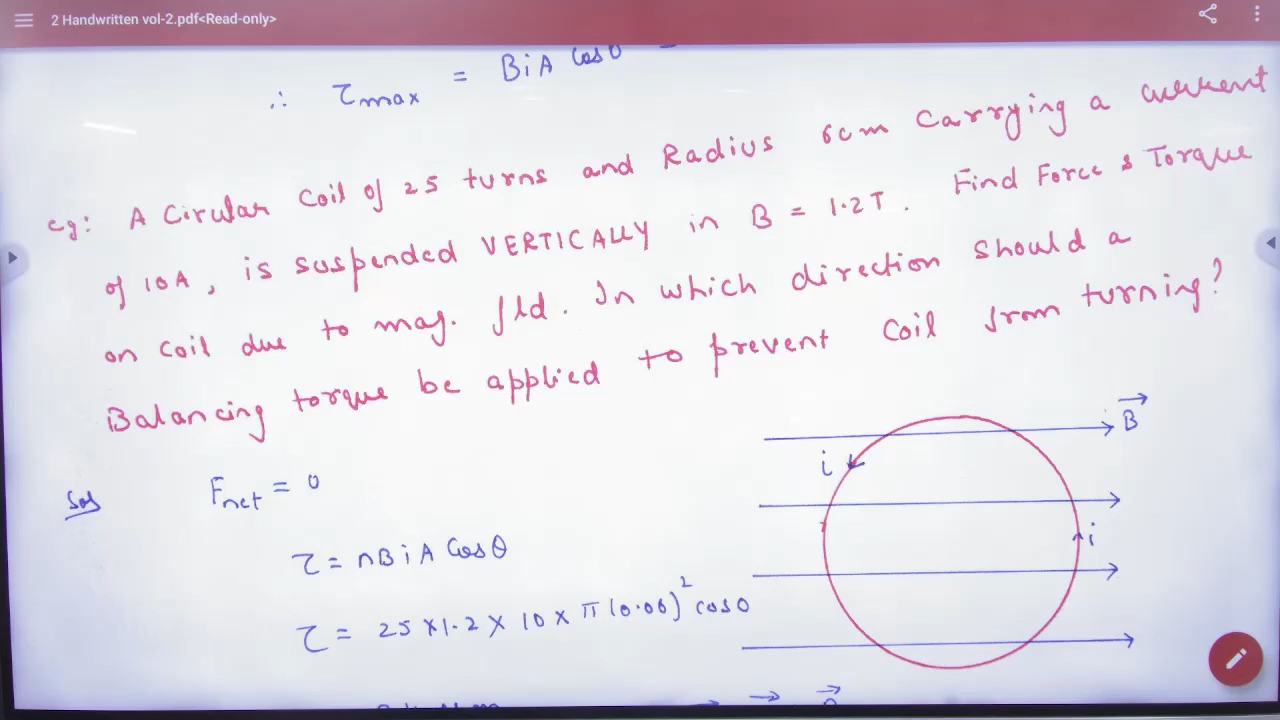 2 Handwritten vol-2.pdf<Read-only>
∴ τmax = BiA Cos0
eg: A Cirular Coil of 25 turns and Radius 6cm Carrying a current
of 10A, is suspended VERTICALLY in B = 1.2T. Find Force & Torque
on coil due to mag. fld. In which direction should a
Balancing torque be applied to prevent coil from turning?
Sol
Fnet = 0
τ = nBiA Cosθ
τ = 25 × 1.2 × 10 × π(0.06)² cos0
B
i
i